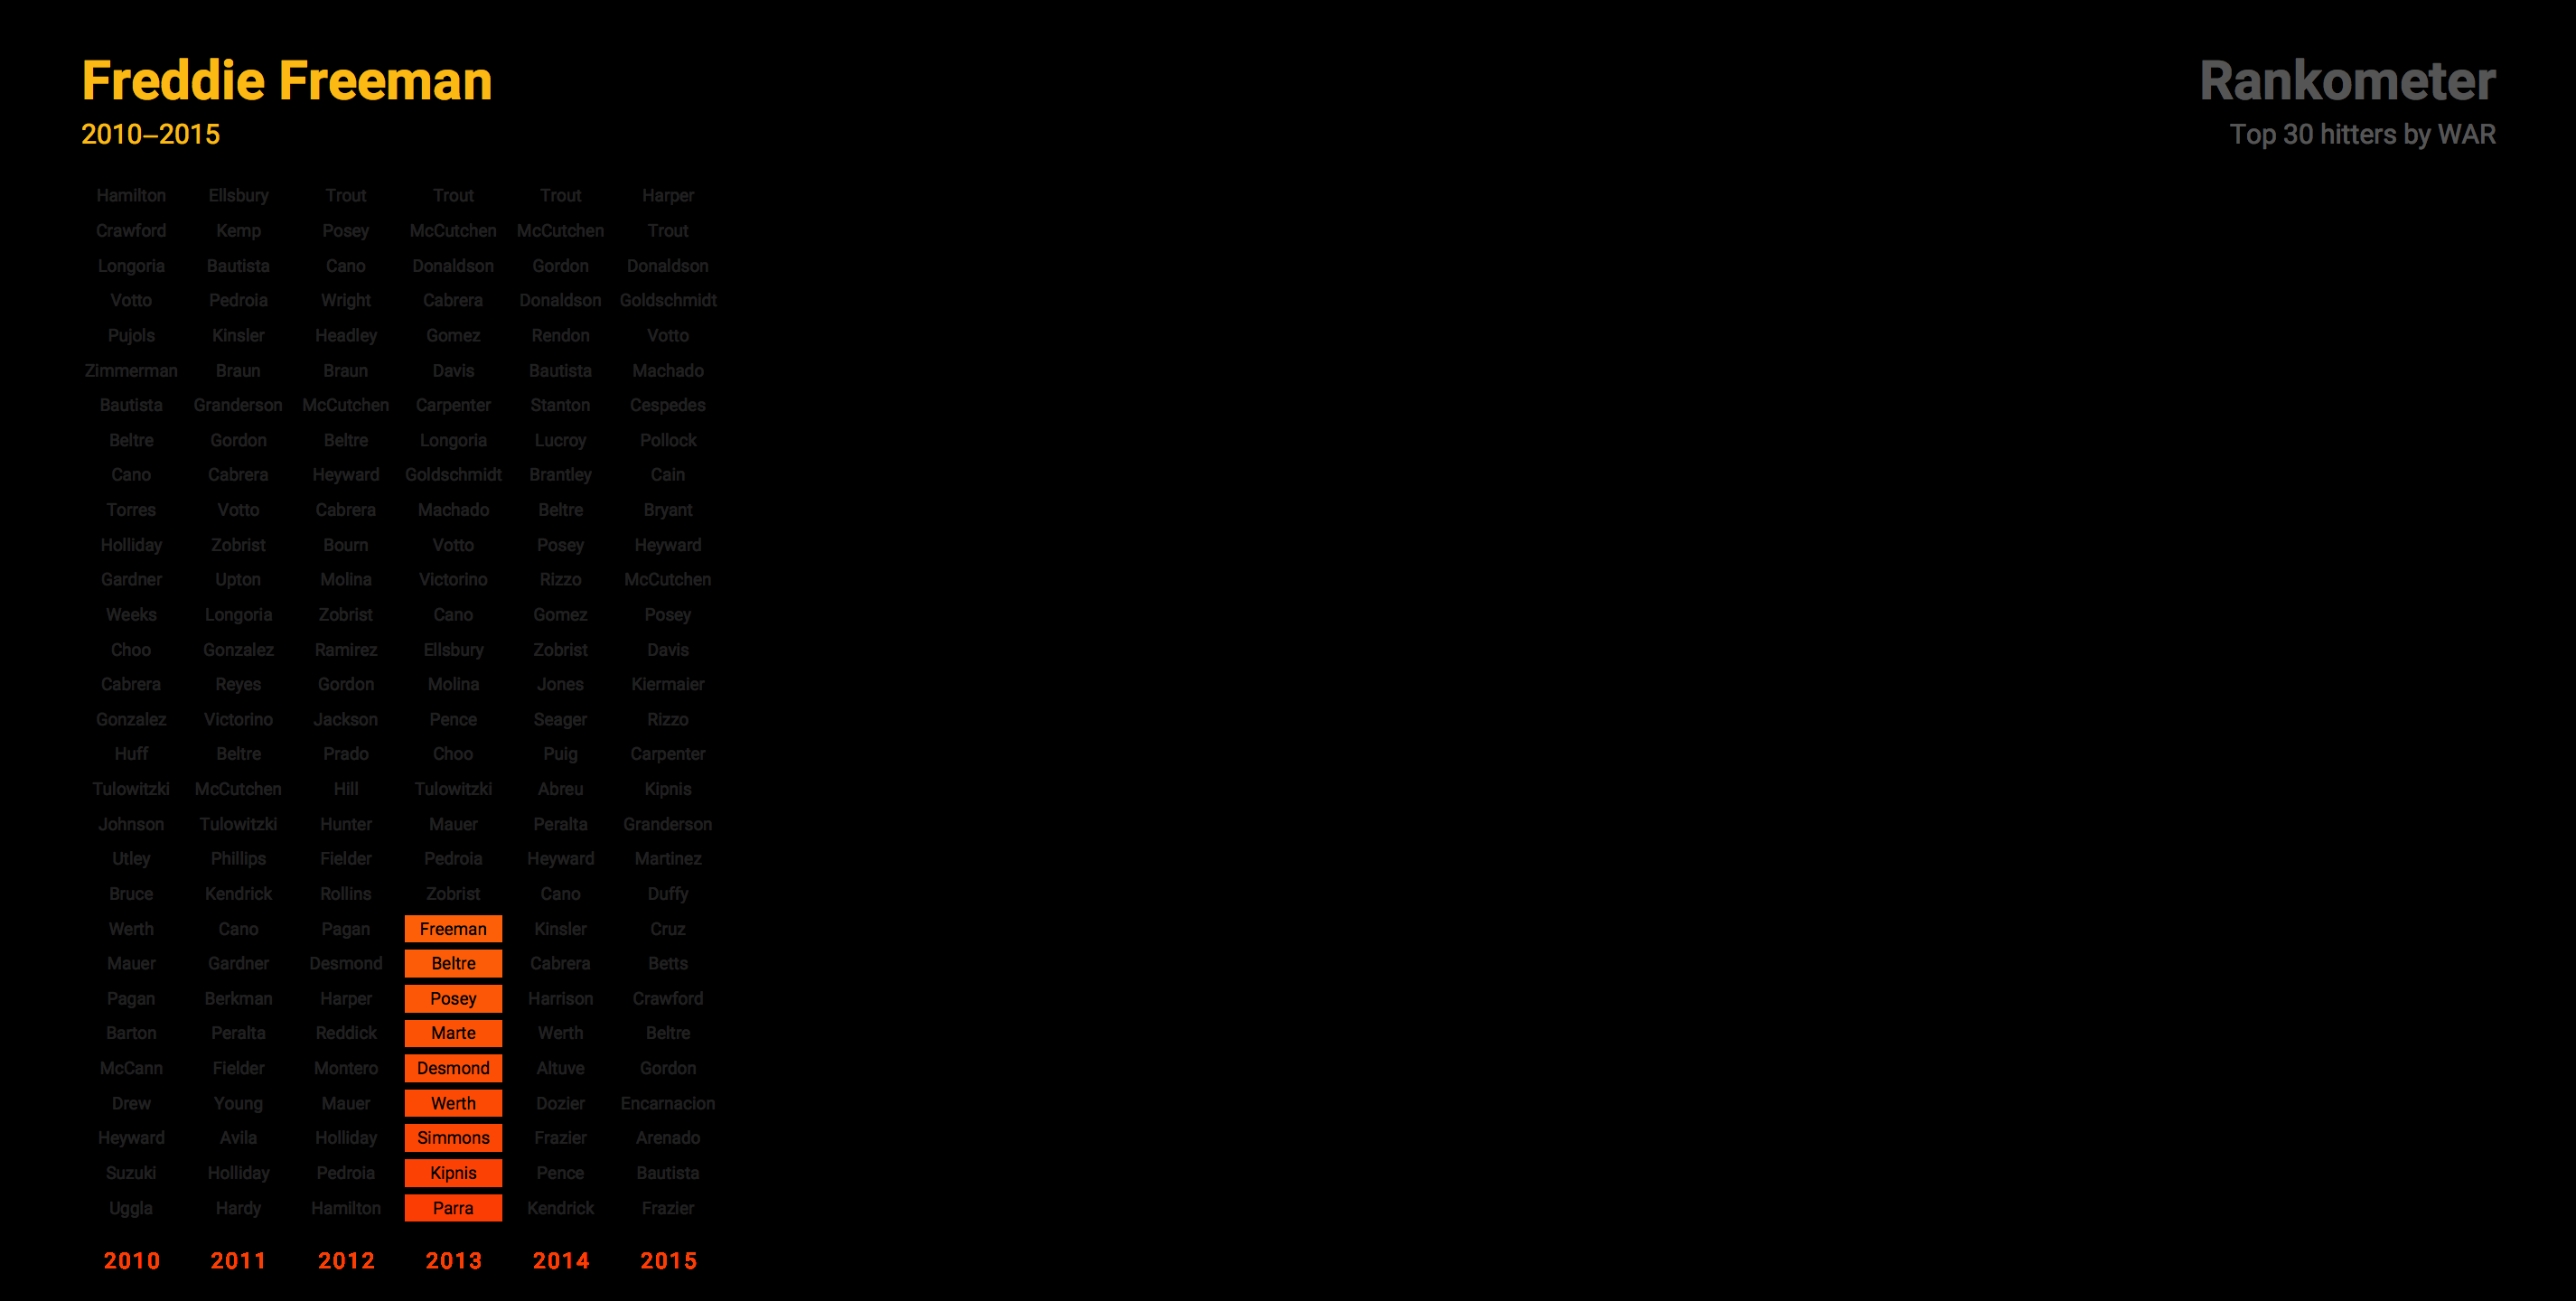 Freddie Freeman
2010–2015
Rankometer
Top 30 hitters by WAR
Hamilton Ellsbury Trout Trout Trout Harper
Crawford Kemp Posey McCutchen McCutchen Trout
Longoria Bautista Cano Donaldson Gordon Donaldson
Votto Pedroia Wright Cabrera Donaldson Goldschmidt
Pujols Kinsler Headley Gomez Rendon Votto
Zimmerman Braun Braun Davis Bautista Machado
Bautista Granderson McCutchen Carpenter Stanton Cespedes
Beltre Gordon Beltre Longoria Lucroy Pollock
Cano Cabrera Heyward Goldschmidt Brantley Cain
Torres Votto Cabrera Machado Beltre Bryant
Holliday Zobrist Bourn Votto Posey Heyward
Gardner Upton Molina Victorino Rizzo McCutchen
Weeks Longoria Zobrist Cano Gomez Posey
Choo Gonzalez Ramirez Ellsbury Zobrist Davis
Cabrera Reyes Gordon Molina Jones Kiermaier
Gonzalez Victorino Jackson Pence Seager Rizzo
Huff Beltre Prado Choo Puig Carpenter
Tulowitzki McCutchen Hill Tulowitzki Abreu Kipnis
Johnson Tulowitzki Hunter Mauer Peralta Granderson
Utley Phillips Fielder Pedroia Heyward Martinez
Bruce Kendrick Rollins Zobrist Cano Duffy
Werth Cano Pagan Freeman Kinsler Cruz
Mauer Gardner Desmond Beltre Cabrera Betts
Pagan Berkman Harper Posey Harrison Crawford
Barton Peralta Reddick Marte Werth Beltre
McCann Fielder Montero Desmond Altuve Gordon
Drew Young Mauer Werth Dozier Encarnacion
Heyward Avila Holliday Simmons Frazier Arenado
Suzuki Holliday Pedroia Kipnis Pence Bautista
Uggla Hardy Hamilton Parra Kendrick Frazier
2010 2011 2012 2013 2014 2015